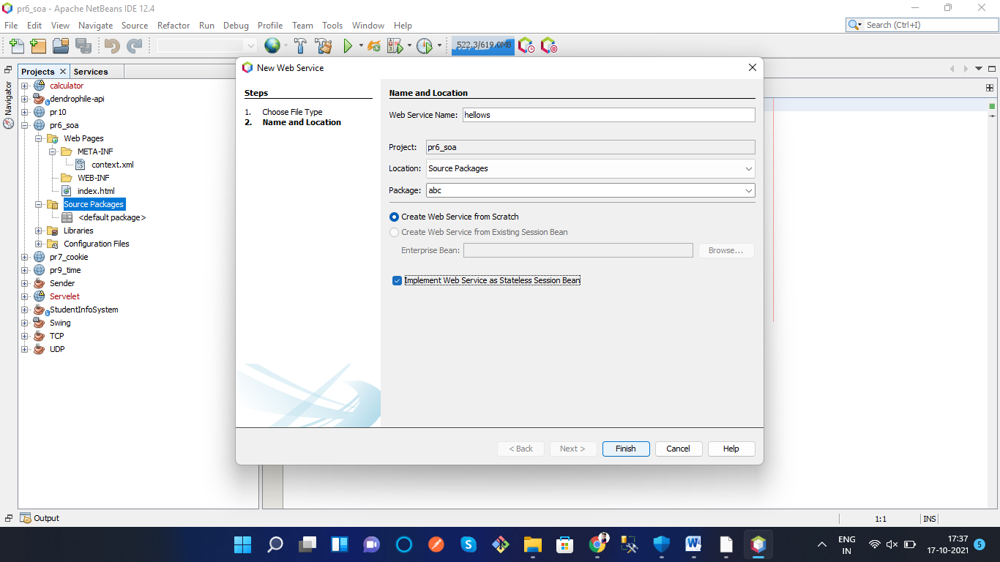 pr6_soa - Apache NetBeans IDE 12.4
File Edit View Navigate Source Refactor Run Debug Profile Team Tools Window Help
Search (Ctrl+I)
522.3/619.0MB
Projects Services
Navigator
calculator
dendrophile-api
pr10
pr6_soa
Web Pages
META-INF
context.xml
WEB-INF
index.html
Source Packages
<default package>
Libraries
Configuration Files
pr7_cookie
pr9_time
Sender
Servelet
StudentInfoSystem
Swing
TCP
UDP
New Web Service
Steps
1. Choose File Type
2. Name and Location
Name and Location
Web Service Name: hellows
Project: pr6_soa
Location: Source Packages
Package: abc
Create Web Service from Scratch
Create Web Service from Existing Session Bean
Enterprise Bean: Browse...
Implement Web Service as Stateless Session Bean
< Back Next > Finish Cancel Help
Output
1:1 INS
ENG
IN
17:37
17-10-2021
5